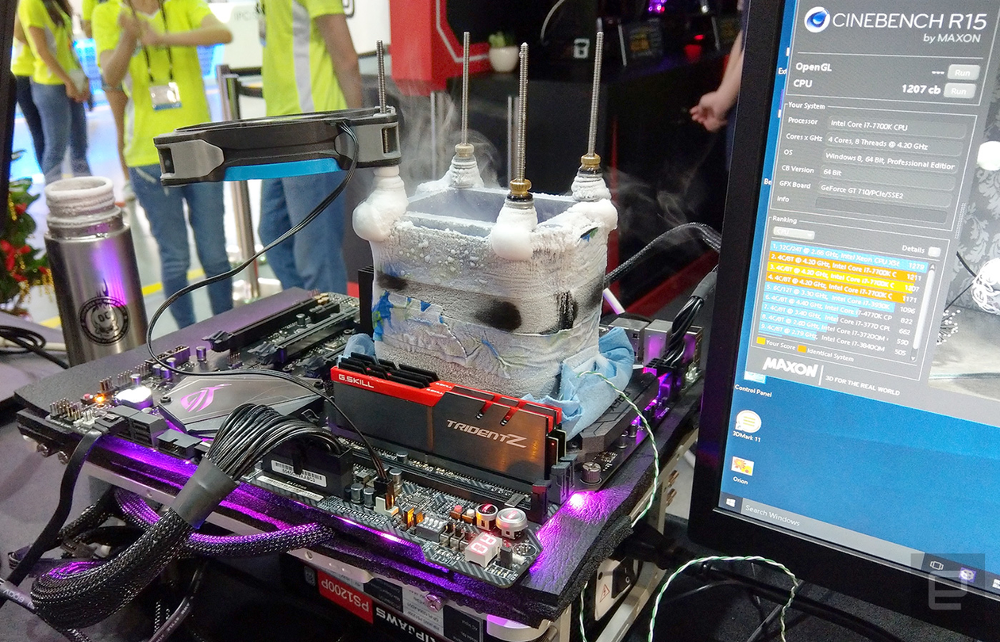 CINEBENCH R15
by MAXON
OpenGL --- Run
CPU 1207 cb Run
Your System
Processor Intel Core i7-7700K CPU
Cores x GHz 4 Cores, 8 Threads @ 4.20 GHz
OS Windows 8, 64 Bit, Professional Edition
CB Version 64 Bit
GFX Board GeForce GT 710/PCIe/SSE2
Info
Ranking
Details
1. 12C/24T @ 2.66 GHz, Intel Xeon CPU X56 1279
2. 4C/8T @ 4.20 GHz, Intel Core i7-7700K C 1211
3. 4C/8T @ 4.20 GHz, Intel Core i7-7700K C 1207
4. 4C/8T @ 4.20 GHz, Intel Core i7-7700K C 1171
5. 6C/12T @ 3.30 GHz, Intel Core i7-3930K 1096
6. 4C/8T @ 4.40 GHz, Intel Core i7-4770K CP 822
7. 4C/8T @ 3.40 GHz, Intel Core i7-3770 CPU 662
8. 4C/8T @ 2.60 GHz, Intel Core i7-3720QM 590
9. 4C/8T @ 2.79 GHz, Intel Core i7-3840QM 505
Your Score Identical System
MAXON
3D FOR THE REAL WORLD
Control Panel
3DMark 11
Orion
Search Windows
G.SKILL
TRIDENT Z
OC
PS1200P
RIPJAWS